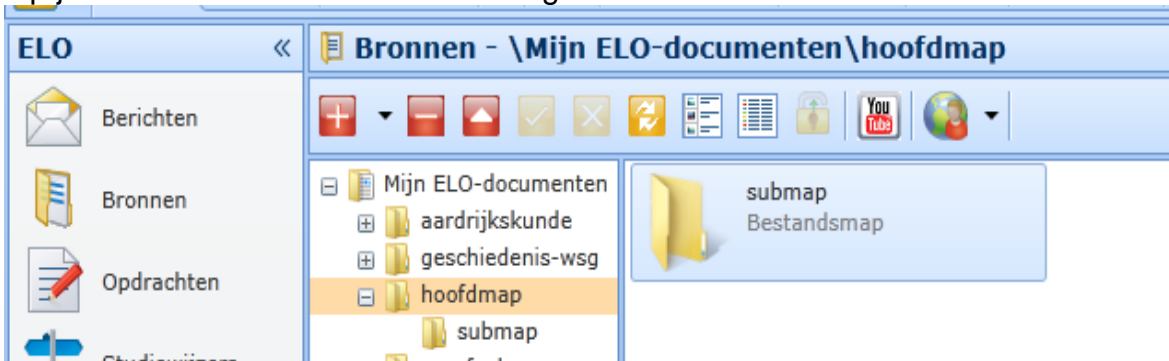 ELO «
Bronnen - \Mijn ELO-documenten\hoofdmap
Berichten
Bronnen
Opdrachten
You
Tube
Mijn ELO-documenten
aardrijkskunde
geschiedenis-wsg
hoofdmap
submap
submap
Bestandsmap